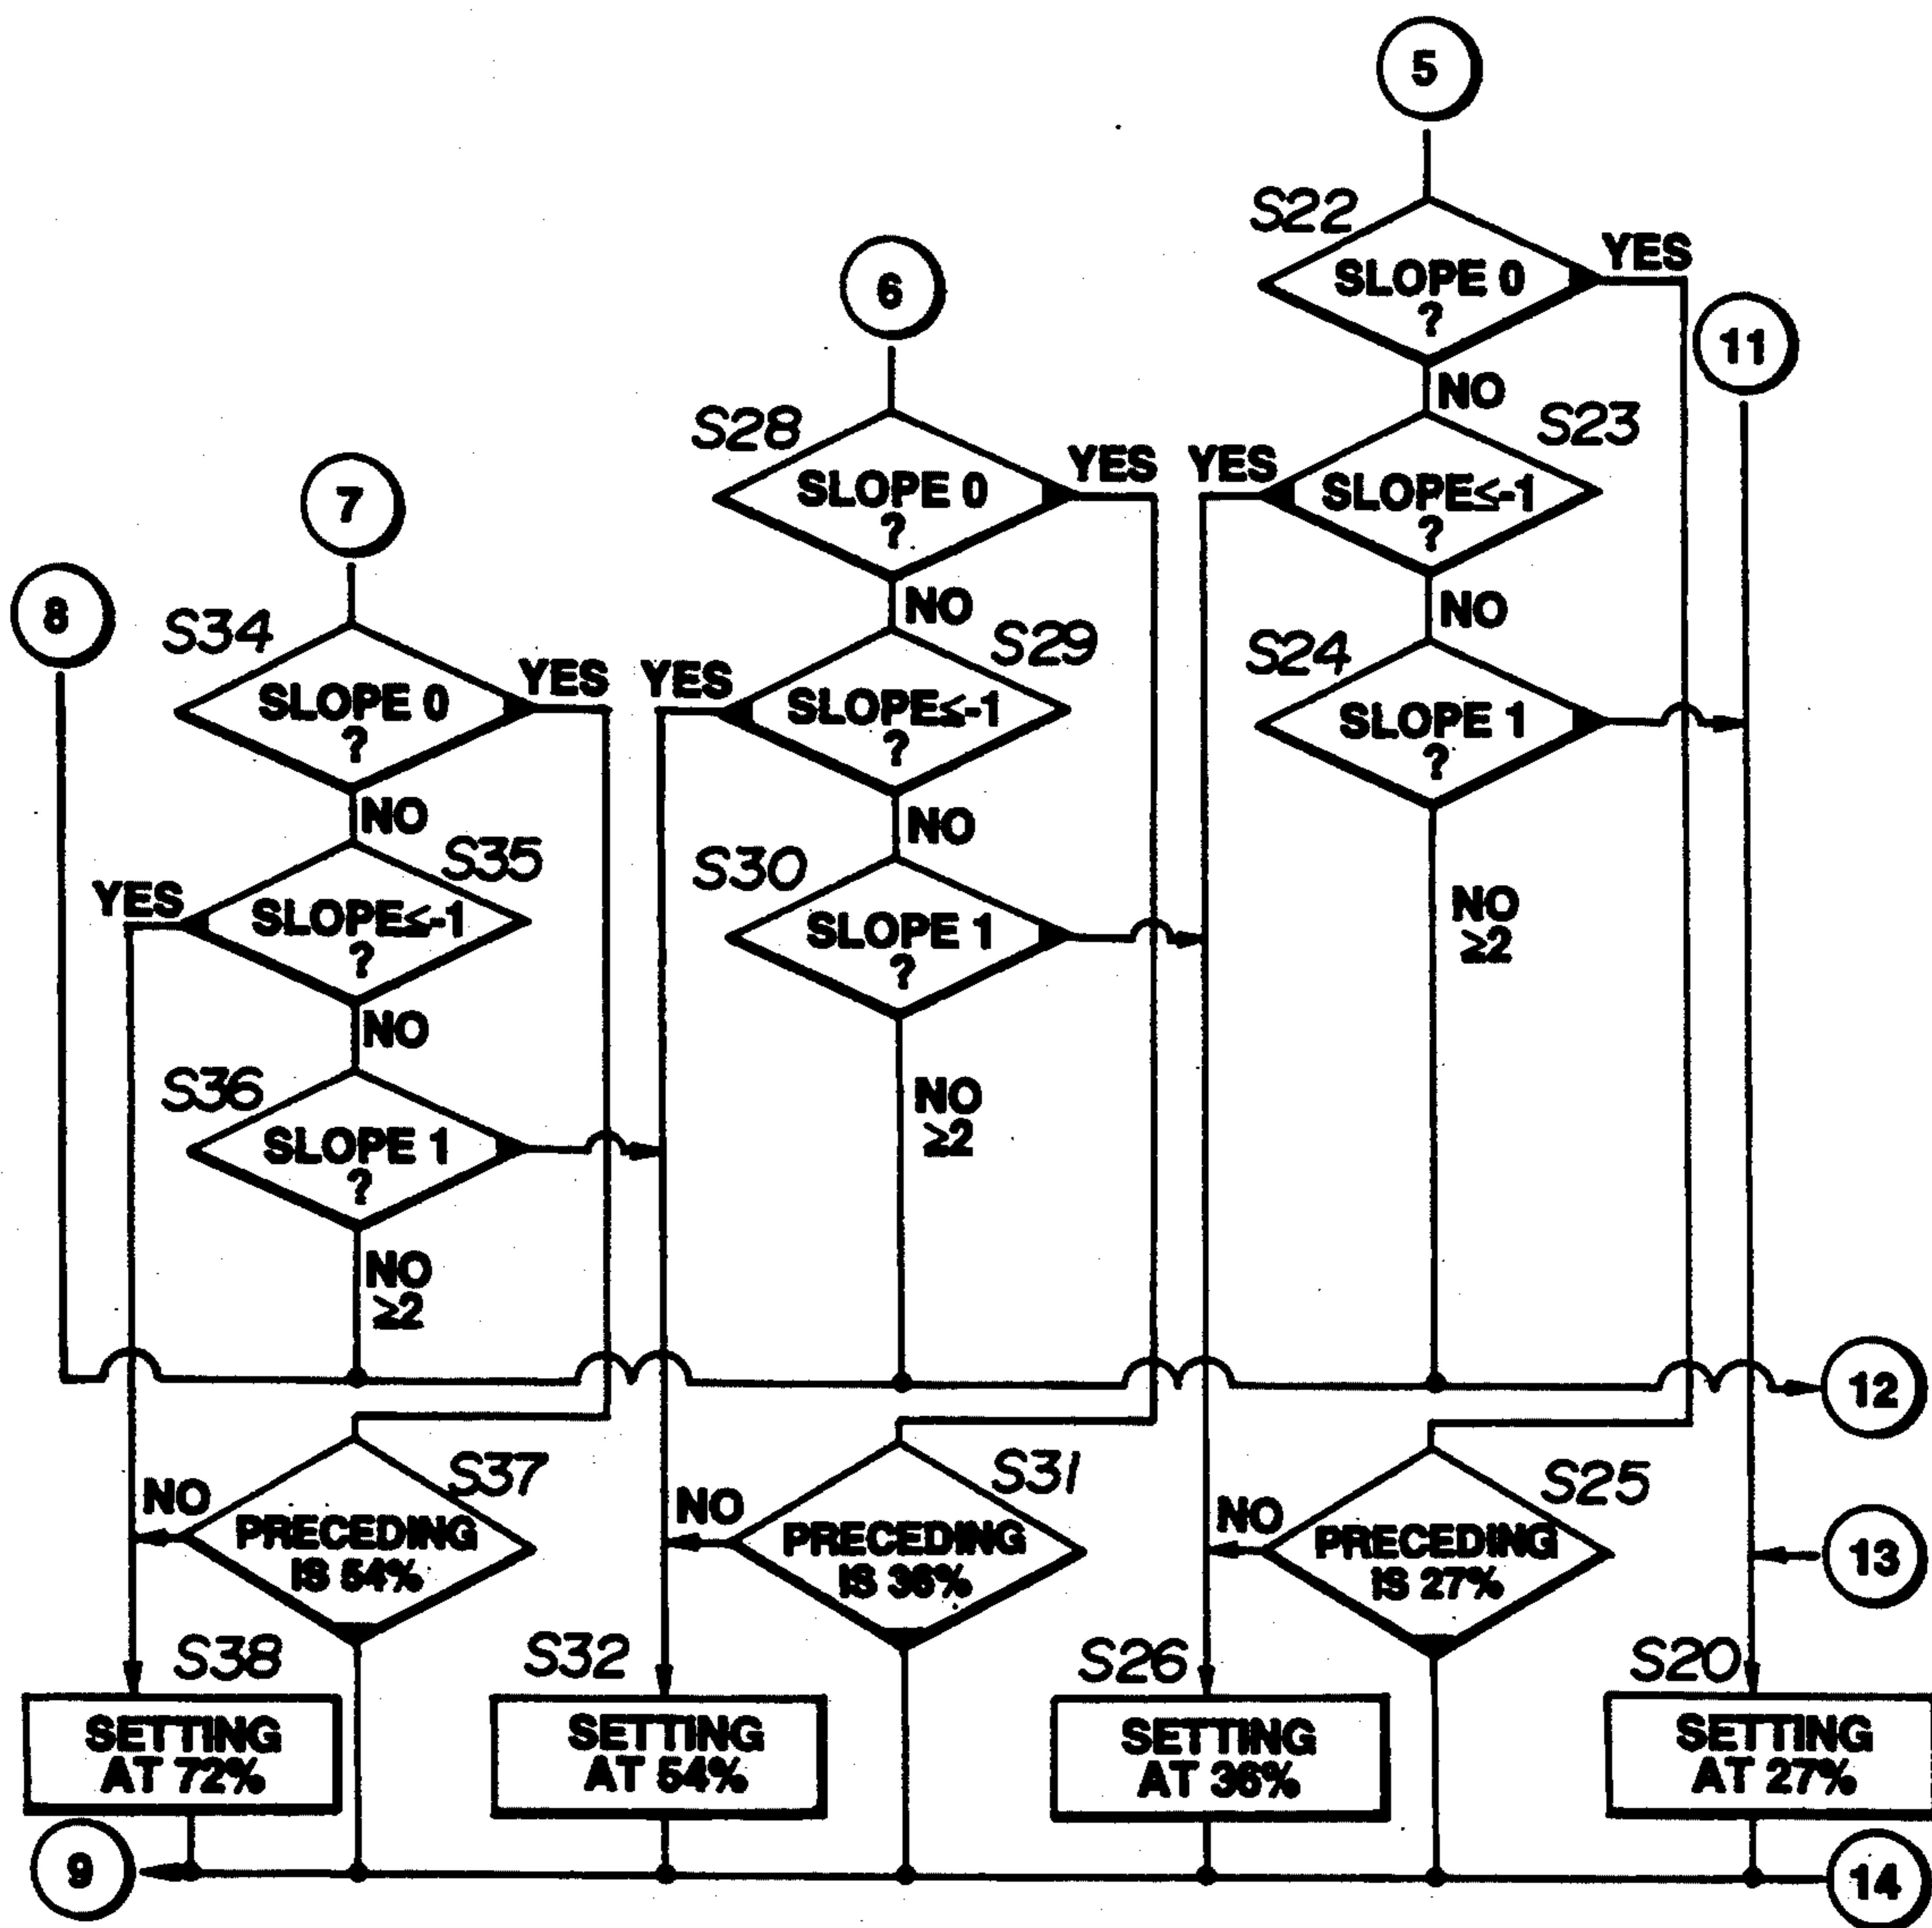 5
S22
SLOPE 0
?
YES
NO
11
6
S28
SLOPE 0
?
YES
NO
S23
YES
SLOPE≤-1
?
NO
7
8
S34
SLOPE 0
?
YES
NO
S29
YES
SLOPE≤-1
?
NO
S24
SLOPE 1
?
NO
≥2
S35
YES
SLOPE≤-1
?
NO
S30
SLOPE 1
?
NO
≥2
S36
SLOPE 1
?
NO
≥2
12
S37
NO
PRECEDING
IS 54%
S31
NO
PRECEDING
IS 36%
S25
NO
PRECEDING
IS 27%
13
S38
SETTING
AT 72%
S32
SETTING
AT 54%
S26
SETTING
AT 36%
S20
SETTING
AT 27%
9
14